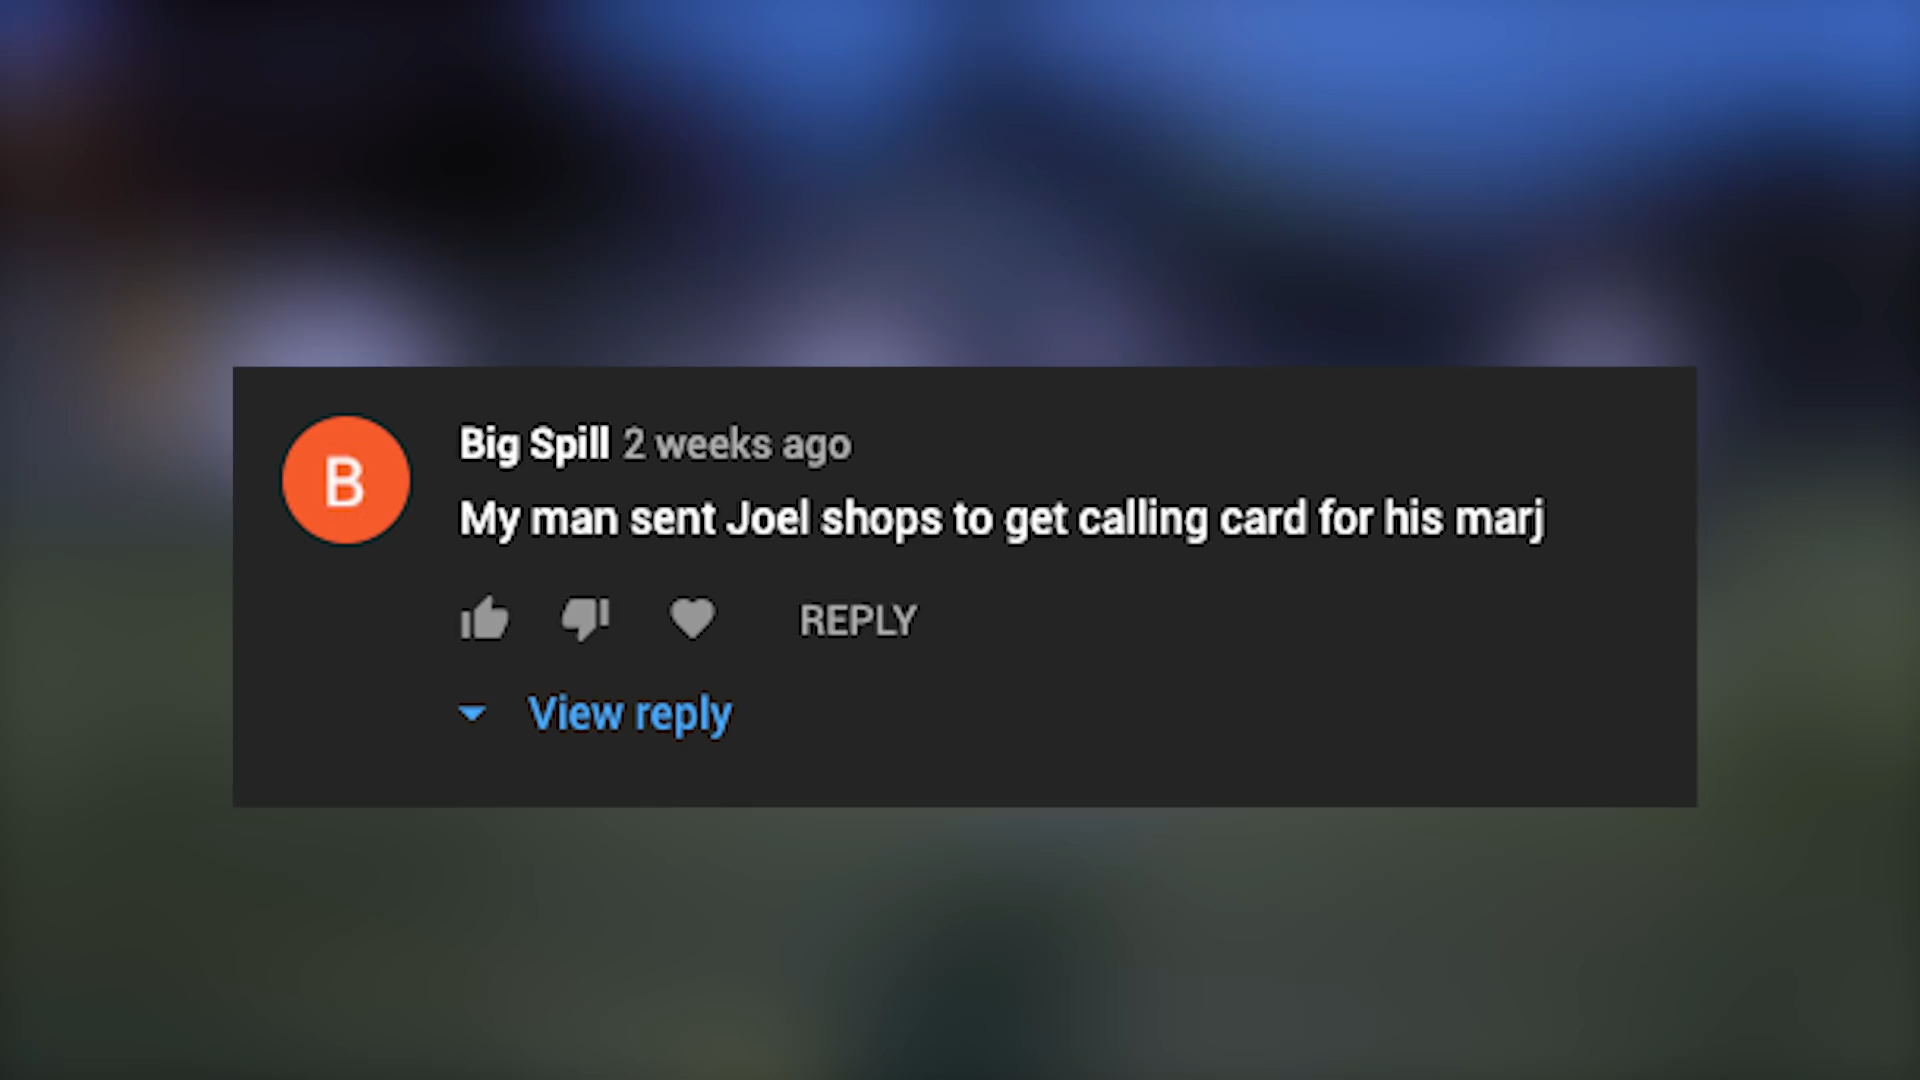 B
Big Spill 2 weeks ago
My man sent Joel shops to get calling card for his marj
REPLY
View reply